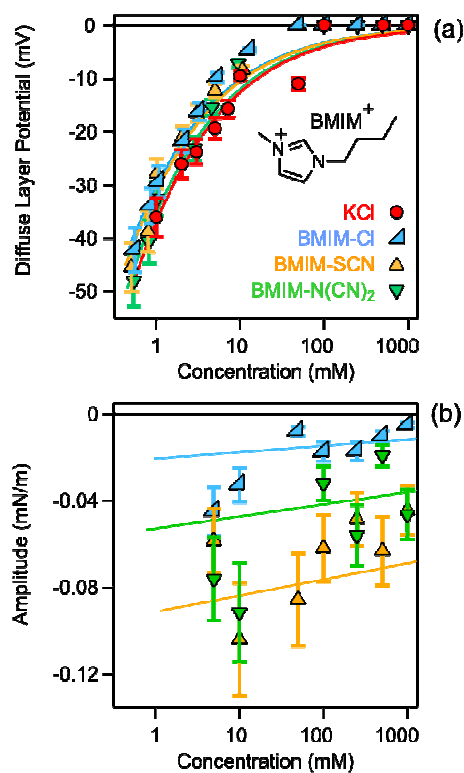 (a)
Diffuse Layer Potential (mV)
0
-10
-20
-30
-40
-50
BMIM+
+
N
N
KCl
BMIM-Cl
BMIM-SCN
BMIM-N(CN)2
1
10
100
1000
Concentration (mM)
(b)
Amplitude (mN/m)
0
-0.04
-0.08
-0.12
1
10
100
1000
Concentration (mM)